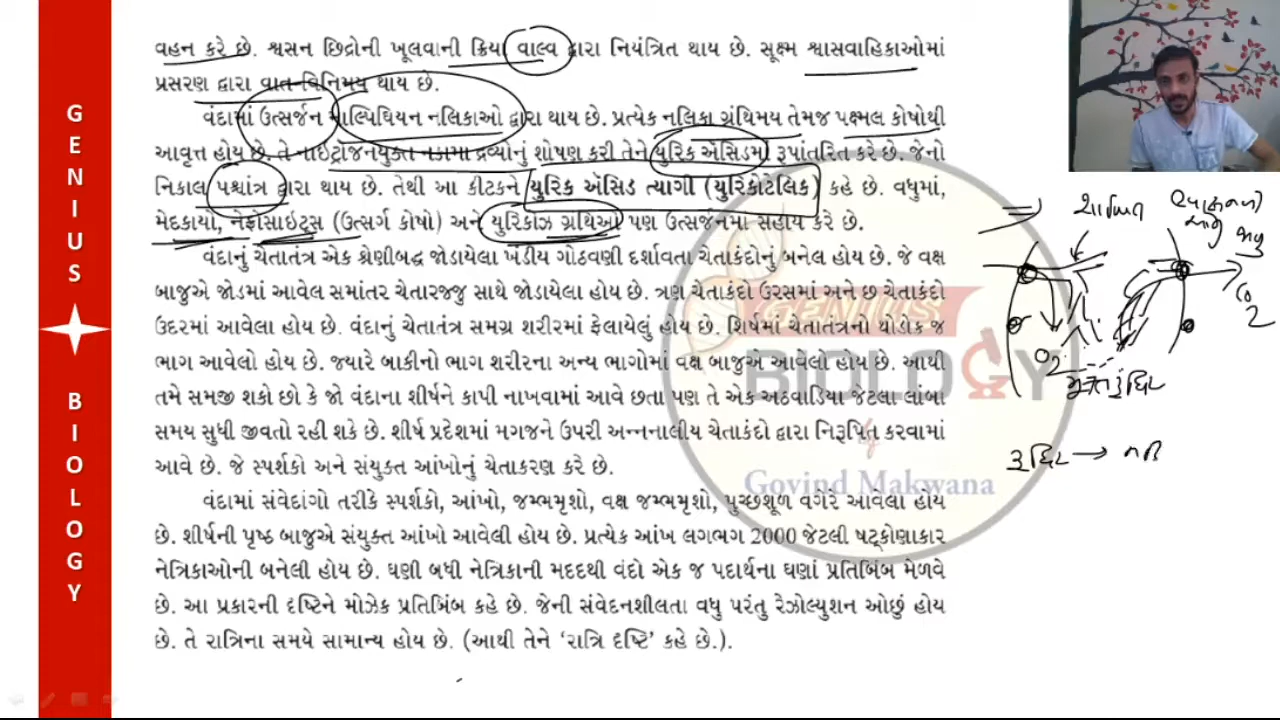 વહન કરે છે. શ્વસન છિદ્રોની ખૂલવાની ક્રિયા વાલ્વ દ્વારા નિયંત્રિત થાય છે. સૂક્ષ્મ શ્વાસવાહિકાઓમાં
પ્રસરણ દ્વારા વાત વિનિમય થાય છે.
વંદામાં ઉત્સર્જન માલ્પિઘિયન નલિકાઓ દ્વારા થાય છે. પ્રત્યેક નલિકા ગ્રંથિમય તેમજ પક્ષ્મલ કોષોથી
આવૃત્ત હોય છે. તે નાઇટ્રોજનયુક્ત નકામા દ્રવ્યોનું શોષણ કરી તેને યુરિક ઍસિડમાં રૂપાંતરિત કરે છે. જેનો
નિકાલ પશ્ચાંત્ર દ્વારા થાય છે. તેથી આ કીટકને યુરિક ઍસિડ ત્યાગી (યુરિકોટેલિક) કહે છે. વધુમાં,
મેદકાયો, નેફ્રોસાઇટ્સ (ઉત્સર્ગ કોષો) અને યુરિકોઝ ગ્રંથિઓ પણ ઉત્સર્જનમાં સહાય કરે છે.
વંદાનું ચેતાતંત્ર એક શ્રેણીબદ્ધ જોડાયેલા ખંડીય ગોઠવણી દર્શાવતા ચેતાકંદોનું બનેલ હોય છે. જે વક્ષ
બાજુએ જોડમાં આવેલ સમાંતર ચેતારજ્જુ સાથે જોડાયેલા હોય છે. ત્રણ ચેતાકંદો ઉરસમાં અને છ ચેતાકંદો
ઉદરમાં આવેલા હોય છે. વંદાનું ચેતાતંત્ર સમગ્ર શરીરમાં ફેલાયેલું હોય છે. શિર્ષમાં ચેતાતંત્રનો થોડોક જ
ભાગ આવેલો હોય છે. જ્યારે બાકીનો ભાગ શરીરના અન્ય ભાગોમાં વક્ષ બાજુએ આવેલો હોય છે. આથી
તમે સમજી શકો છો કે જો વંદાના શીર્ષને કાપી નાખવામાં આવે છતા પણ તે એક અઠવાડિયા જેટલા લાંબા
સમય સુધી જીવતો રહી શકે છે. શીર્ષ પ્રદેશમાં મગજને ઉપરી અન્નનાલીય ચેતાકંદો દ્વારા નિરૂપિત કરવામાં
આવે છે. જે સ્પર્શકો અને સંયુક્ત આંખોનું ચેતાકરણ કરે છે.
વંદામાં સંવેદાંગો તરીકે સ્પર્શકો, આંખો, જમ્ભમૃશો, વક્ષ જમ્ભમૃશો, પુચ્છશૂળ વગેરે આવેલા હોય
છે. શીર્ષની પૃષ્ઠ બાજુએ સંયુક્ત આંખો આવેલી હોય છે. પ્રત્યેક આંખ લગભગ 2000 જેટલી ષટ્કોણાકાર
નેત્રિકાઓની બનેલી હોય છે. ઘણી બધી નેત્રિકાની મદદથી વંદો એક જ પદાર્થના ઘણાં પ્રતિબિંબ મેળવે
છે. આ પ્રકારની દૃષ્ટિને મોઝેક પ્રતિબિંબ કહે છે. જેની સંવેદનશીલતા વધુ પરંતુ રેઝોલ્યુશન ઓછું હોય
છે. તે રાત્રિના સમયે સામાન્ય હોય છે. (આથી તેને ‘રાત્રિ દૃષ્ટિ’ કહે છે.).
GENIUS
BIOLOGY
GENIUS
BIOLOGY
by
Govind Makwana
O2
રુધિર → નથી